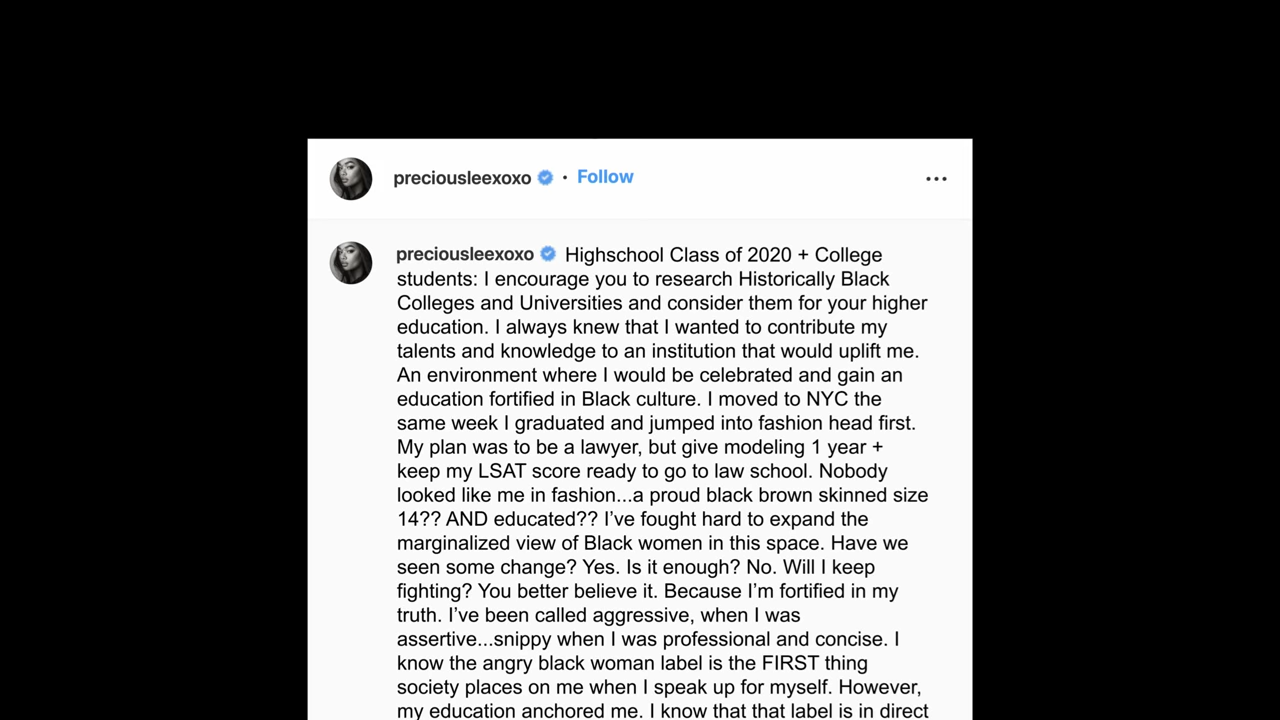 preciousleexoxo • Follow
preciousleexoxo Highschool Class of 2020 + College
students: I encourage you to research Historically Black
Colleges and Universities and consider them for your higher
education. I always knew that I wanted to contribute my
talents and knowledge to an institution that would uplift me.
An environment where I would be celebrated and gain an
education fortified in Black culture. I moved to NYC the
same week I graduated and jumped into fashion head first.
My plan was to be a lawyer, but give modeling 1 year +
keep my LSAT score ready to go to law school. Nobody
looked like me in fashion...a proud black brown skinned size
14?? AND educated?? I’ve fought hard to expand the
marginalized view of Black women in this space. Have we
seen some change? Yes. Is it enough? No. Will I keep
fighting? You better believe it. Because I’m fortified in my
truth. I’ve been called aggressive, when I was
assertive...snippy when I was professional and concise. I
know the angry black woman label is the FIRST thing
society places on me when I speak up for myself. However,
my education anchored me. I know that that label is in direct